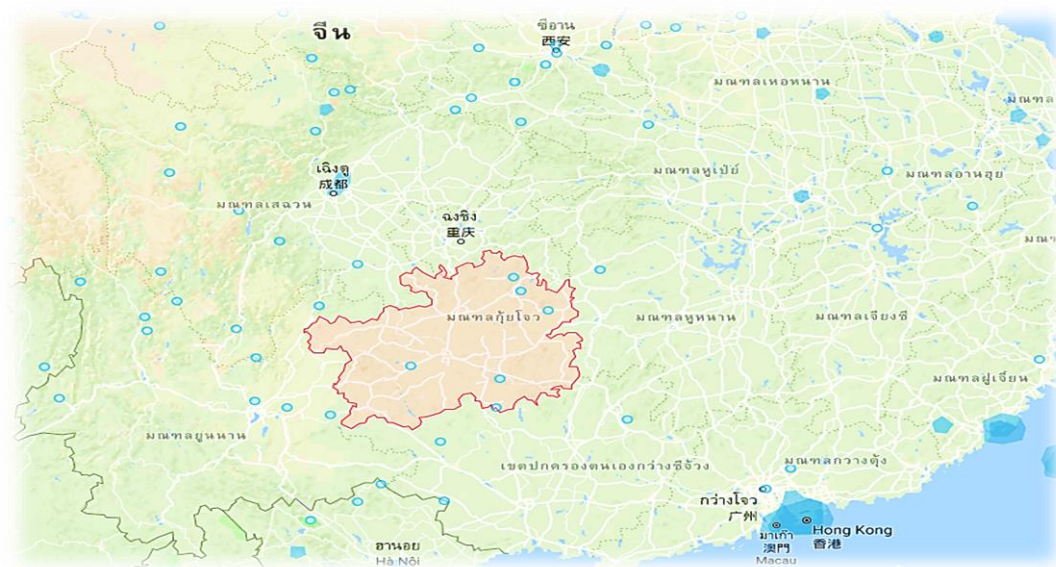 จีน
ซีอาน
西安
มณฑลเหอหนาน
มณฑล
เฉิงตู
成都
มณฑลเสฉวน
มณฑลหูเป่ย์
มณฑลอานฮุย
ฉงชิง
重庆
มณฑ
มณฑลกุ้ยโจว
มณฑลหูหนาน
มณฑลเจียงซี
มณฑลฝูเจี้ยน
มณฑลยูนนาน
เขตปกครองตนเองกว่างซีจ้วง
มณฑลกวางตุ้ง
กว่างโจว
广州
Hong Kong
香港
มาเก๊า
澳門
Macau
ฮานอย
Hà Nội